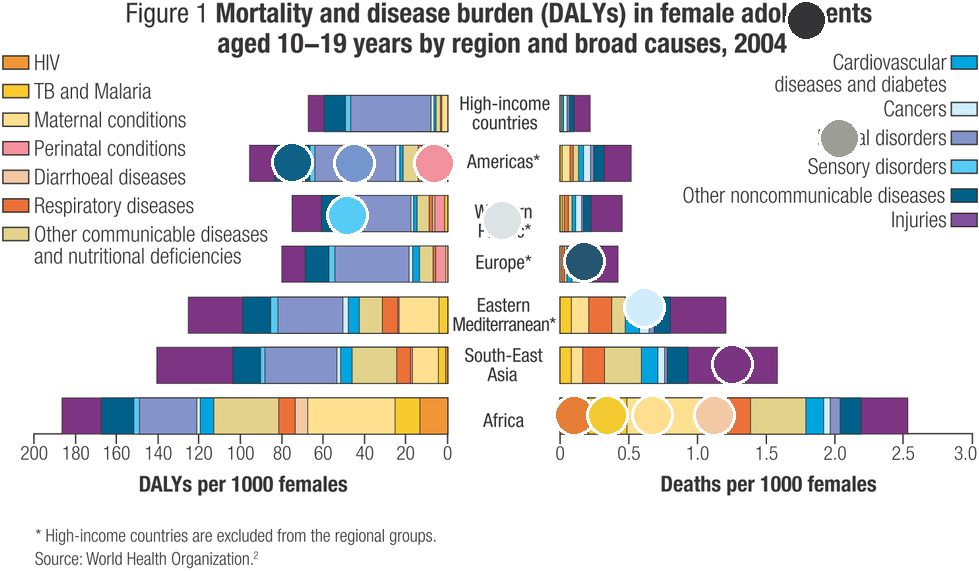 Figure 1 Mortality and disease burden (DALYs) in female
aged 10–19 years by region and broad causes, 2004
HIV
TB and Malaria
Maternal conditions
Perinatal conditions
Diarrhoeal diseases
Respiratory diseases
Other communicable diseases
and nutritional deficiencies
Cardiovascular
diseases and diabetes
Cancers
disorders
Sensory disorders
Other noncommunicable diseases
Injuries
High-income
countries
Americas*
Europe*
Eastern
Mediterranean*
South-East
Asia
Africa
200 180 160 140 120 100 80 60 40 20 0
0 0.5 1.0 1.5 2.0 2.5 3.0
DALYs per 1000 females
Deaths per 1000 females
* High-income countries are excluded from the regional groups.
Source: World Health Organization.2